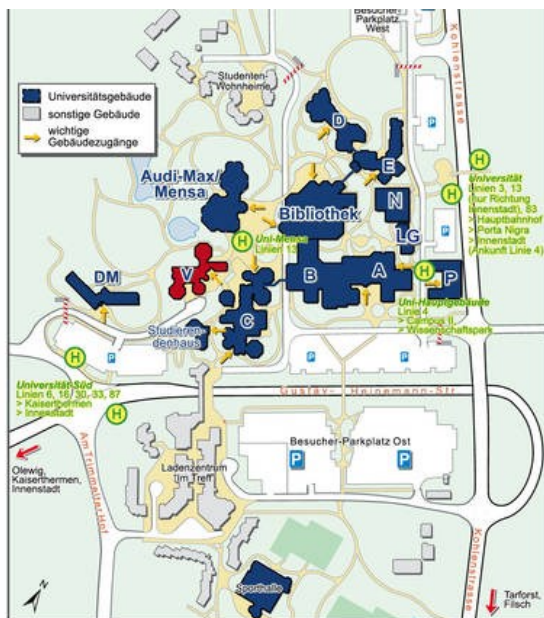 Besucher-
Parkplatz
West
Kohlenstrasse
Universitätsgebäude
sonstige Gebäude
wichtige
Gebäudezugänge
Studenten-
Wohnheime
D
E
H
Universität
Linien 3, 13
(nur Richtung
Innenstadt), 83
> Hauptbahnhof
> Porta Nigra
> Innenstadt
(Ankunft Linie 4)
P
Audi-Max/
Mensa
Bibliothek
N
H
H
Uni-Mensa
Linien 13
LG
DM
V
B
A
H
P
Uni-Hauptgebäude
Linie 4
> Campus II
> Wissenschaftspark
C
Studieren-
denhaus
P
P
P
H
Universität-Süd
Linien 6, 16, 30-33, 87
> Kaiserthermen
> Innenstadt
H
Gustav-Heinemann-Str.
Besucher-Parkplatz Ost
P
P
Am Trimmelter Hof
Olewig,
Kaiserthermen,
Innenstadt
Ladenzentrum
"Im Treff"
Kohlenstrasse
Sporthalle
N
Tarforst,
Filsch